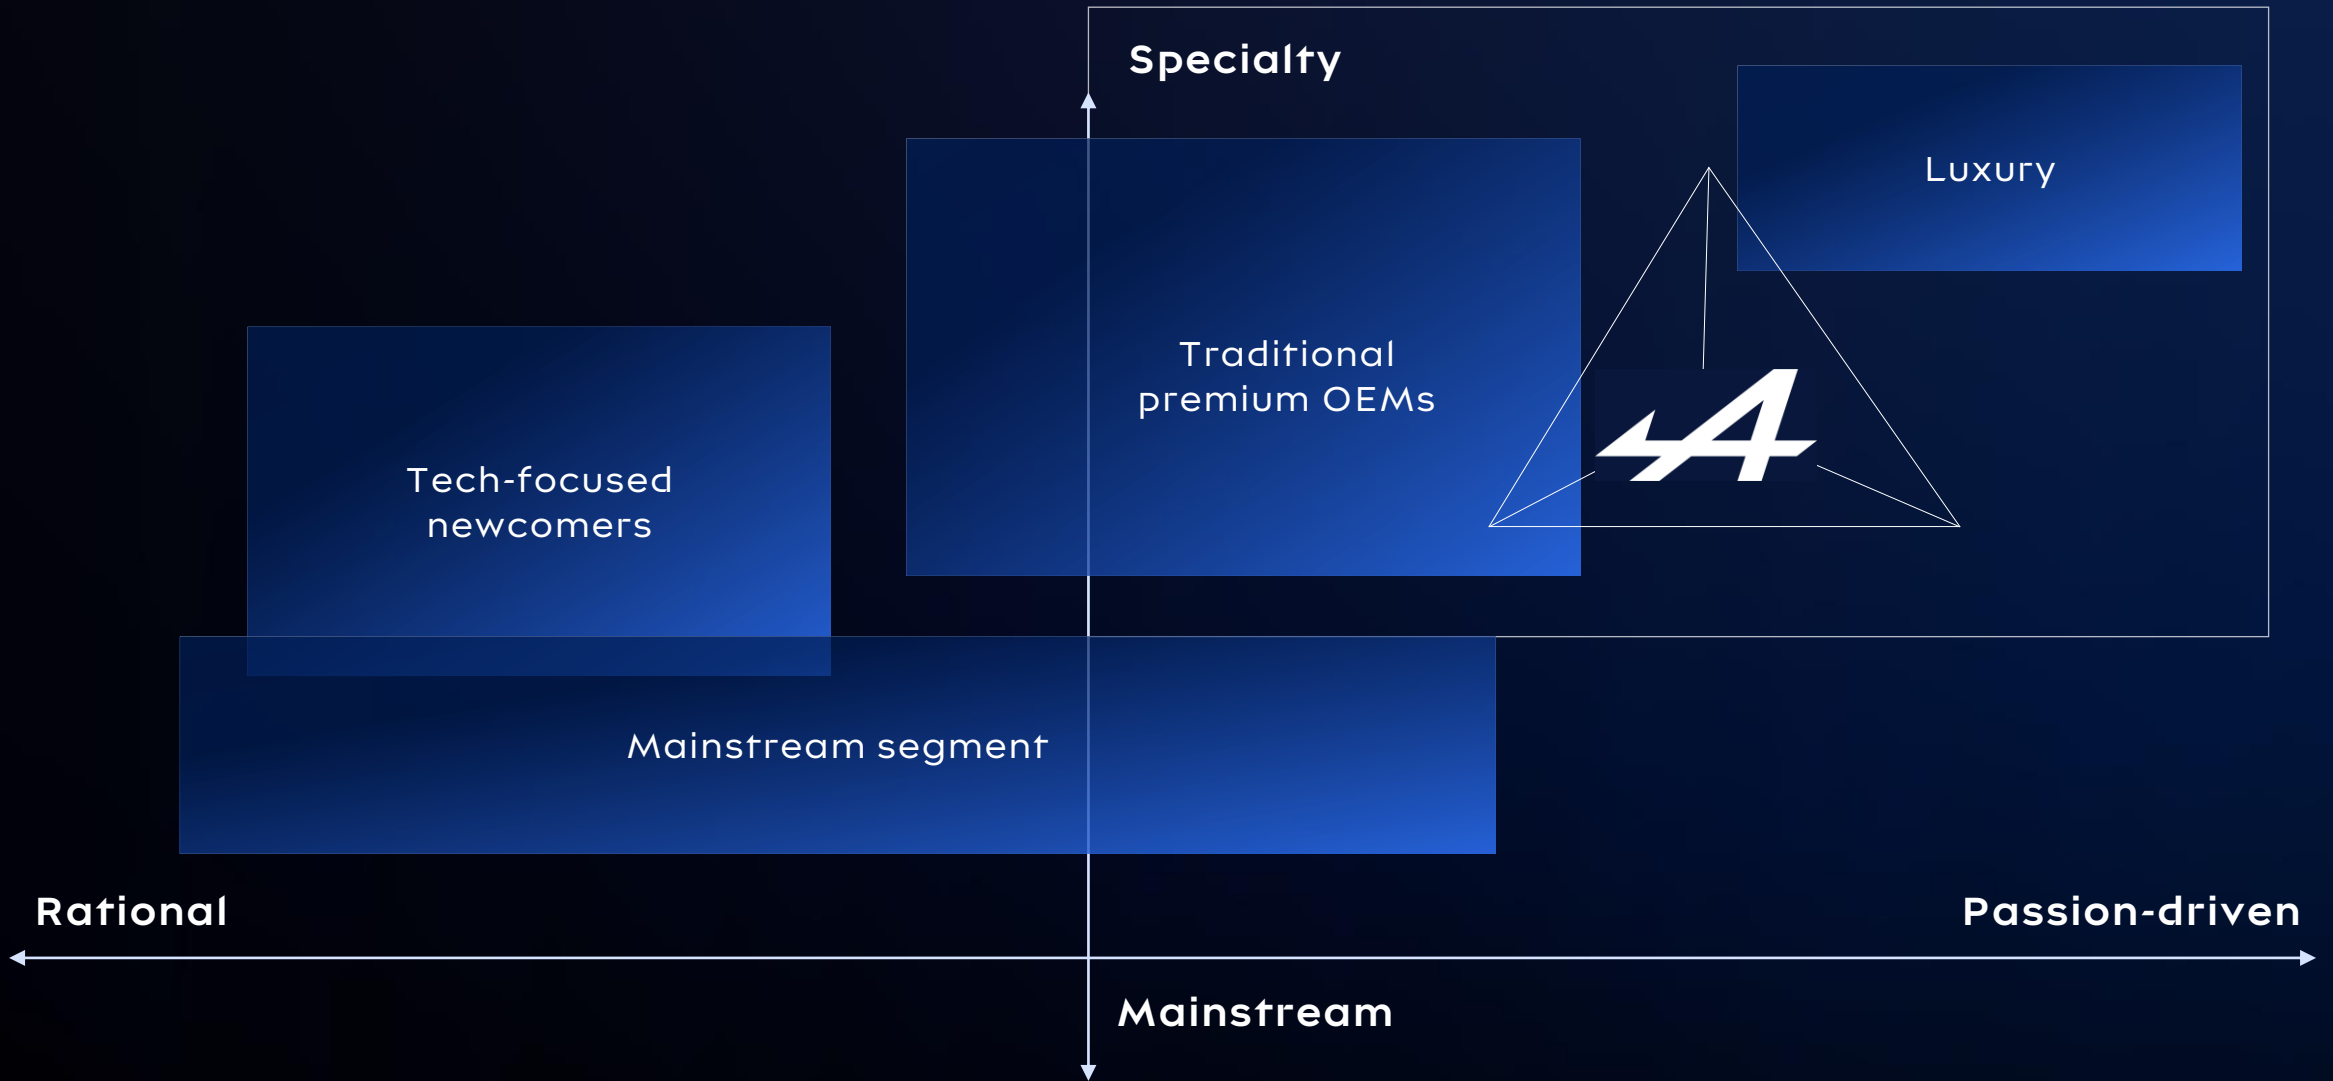 Specialty
Luxury
Traditional
premium OEMs
Tech-focused
newcomers
Mainstream segment
Rational
Passion-driven
Mainstream